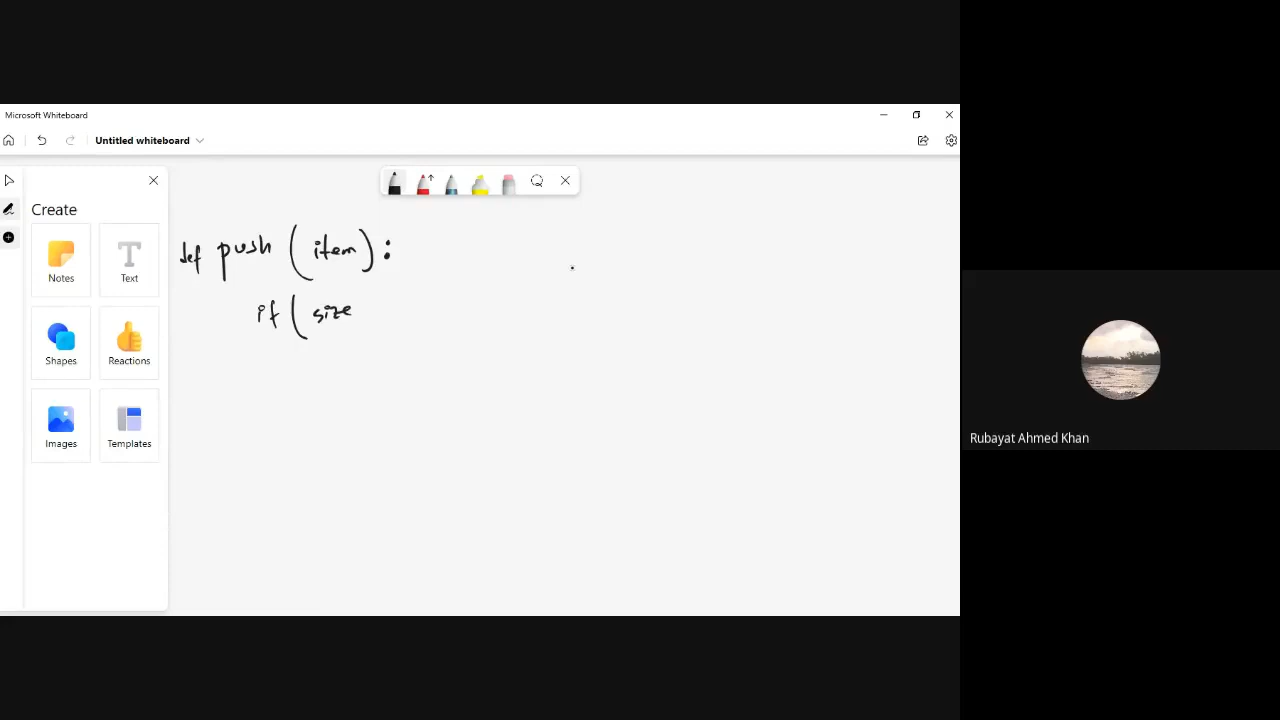 Microsoft Whiteboard
Untitled whiteboard
Create
Notes
Text
Shapes
Reactions
Images
Templates
def push (item):
if ( size
Rubayat Ahmed Khan